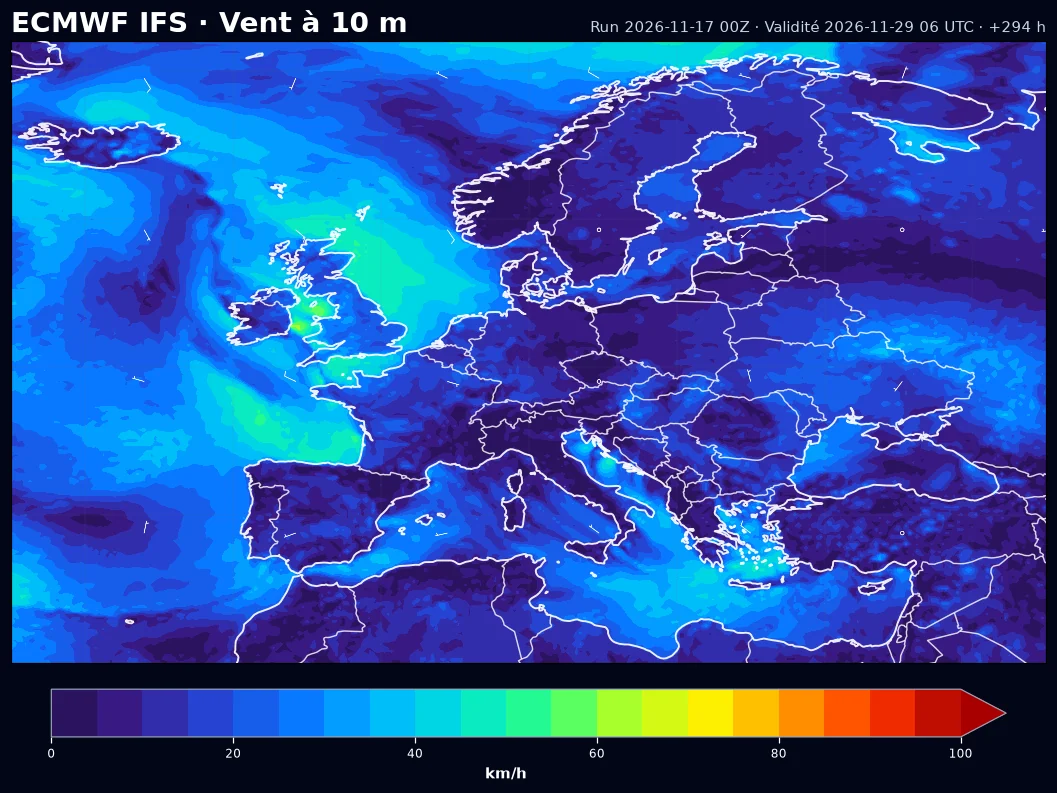 ECMWF IFS · Vent à 10 m
Run 2026-11-17 00Z · Validité 2026-11-29 06 UTC · +294 h
0 20 40 60 80 100
km/h